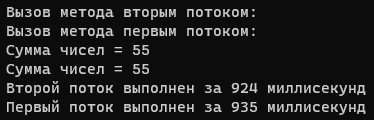 Вызов метода вторым потоком:
Вызов метода первым потоком:
Сумма чисел = 55
Сумма чисел = 55
Второй поток выполнен за 924 миллисекунд
Первый поток выполнен за 935 миллисекунд